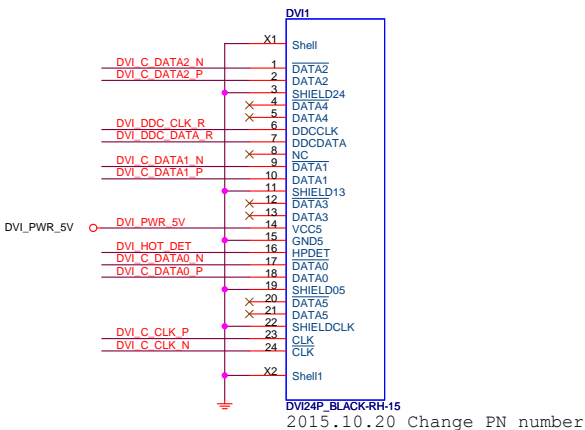 DVI1
X1 Shell
DVI_C_DATA2_N 1 DATA2
DVI_C_DATA2_P 2 DATA2
3 SHIELD24
4 DATA4
5 DATA4
DVI_DDC_CLK_R 6 DDCCLK
DVI_DDC_DATA_R 7 DDCDATA
8 NC
DVI_C_DATA1_N 9 DATA1
DVI_C_DATA1_P 10 DATA1
11 SHIELD13
12 DATA3
13 DATA3
DVI_PWR_5V DVI_PWR_5V 14 VCC5
15 GND5
DVI_HOT_DET 16 HPDET
DVI_C_DATA0_N 17 DATA0
DVI_C_DATA0_P 18 DATA0
19 SHIELD05
20 DATA5
21 DATA5
22 SHIELDCLK
DVI_C_CLK_P 23 CLK
DVI_C_CLK_N 24 CLK
X2 Shell1
DVI24P_BLACK-RH-15
2015.10.20 Change PN number